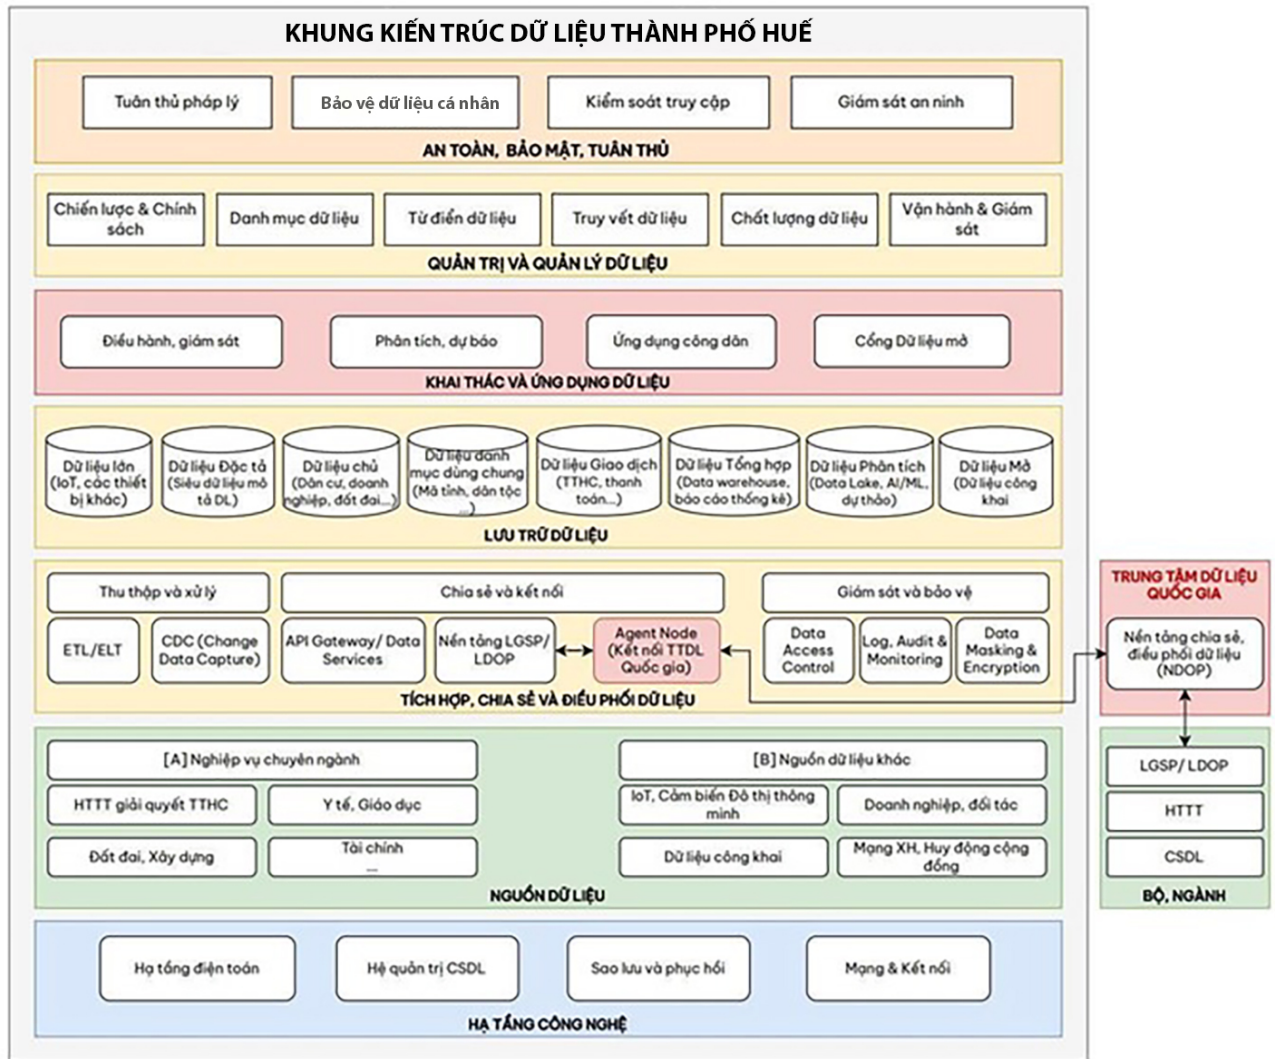 KHUNG KIẾN TRÚC DỮ LIỆU THÀNH PHỐ HUẾ
Tuân thủ pháp lý
Bảo vệ dữ liệu cá nhân
Kiểm soát truy cập
Giám sát an ninh
AN TOÀN, BẢO MẬT, TUÂN THỦ
Chiến lược & Chính
sách
Danh mục dữ liệu
Từ điển dữ liệu
Truy vết dữ liệu
Chất lượng dữ liệu
Vận hành & Giám
sát
QUẢN TRỊ VÀ QUẢN LÝ DỮ LIỆU
Điều hành, giám sát
Phân tích, dự báo
Ứng dụng công dân
Cổng Dữ liệu mở
KHAI THÁC VÀ ỨNG DỤNG DỮ LIỆU
Dữ liệu lớn
(IoT, các thiết
bị khác)
Dữ liệu Đặc tả
(Siêu dữ liệu mô
tả DL)
Dữ liệu chủ
(Dân cư, doanh
nghiệp, đất đai...)
Dữ liệu danh
mục dùng chung
(Mã tỉnh, dân tộc
...)
Dữ liệu Giao dịch
(TTHC, thanh
toán...)
Dữ liệu Tổng hợp
(Data warehouse,
báo cáo thống kê)
Dữ liệu Phân tích
(Data Lake, AI/ML,
dự thảo)
Dữ liệu Mở
(Dữ liệu công
khai
LƯU TRỮ DỮ LIỆU
Thu thập và xử lý
Chia sẻ và kết nối
Giám sát và bảo vệ
ETL/ELT
CDC (Change
Data Capture)
API Gateway/ Data
Services
Nền tảng LGSP/
LDOP
Agent Node
(Kết nối TTDL
Quốc gia)
Data
Access
Control
Log, Audit &
Monitoring
Data
Masking &
Encryption
TÍCH HỢP, CHIA SẺ VÀ ĐIỀU PHỐI DỮ LIỆU
TRUNG TÂM DỮ LIỆU
QUỐC GIA
Nền tảng chia sẻ,
điều phối dữ liệu
(NDOP)
[A] Nghiệp vụ chuyên ngành
[B] Nguồn dữ liệu khác
HTTT giải quyết TTHC
Y tế, Giáo dục
IoT, Cảm biến Đô thị thông
minh
Doanh nghiệp, đối tác
Đất đai, Xây dựng
Tài chính
...
Dữ liệu công khai
Mạng XH, Huy động cộng
đồng
NGUỒN DỮ LIỆU
LGSP/ LDOP
HTTT
CSDL
BỘ, NGÀNH
Hạ tầng điện toán
Hệ quản trị CSDL
Sao lưu và phục hồi
Mạng & Kết nối
HẠ TẦNG CÔNG NGHỆ